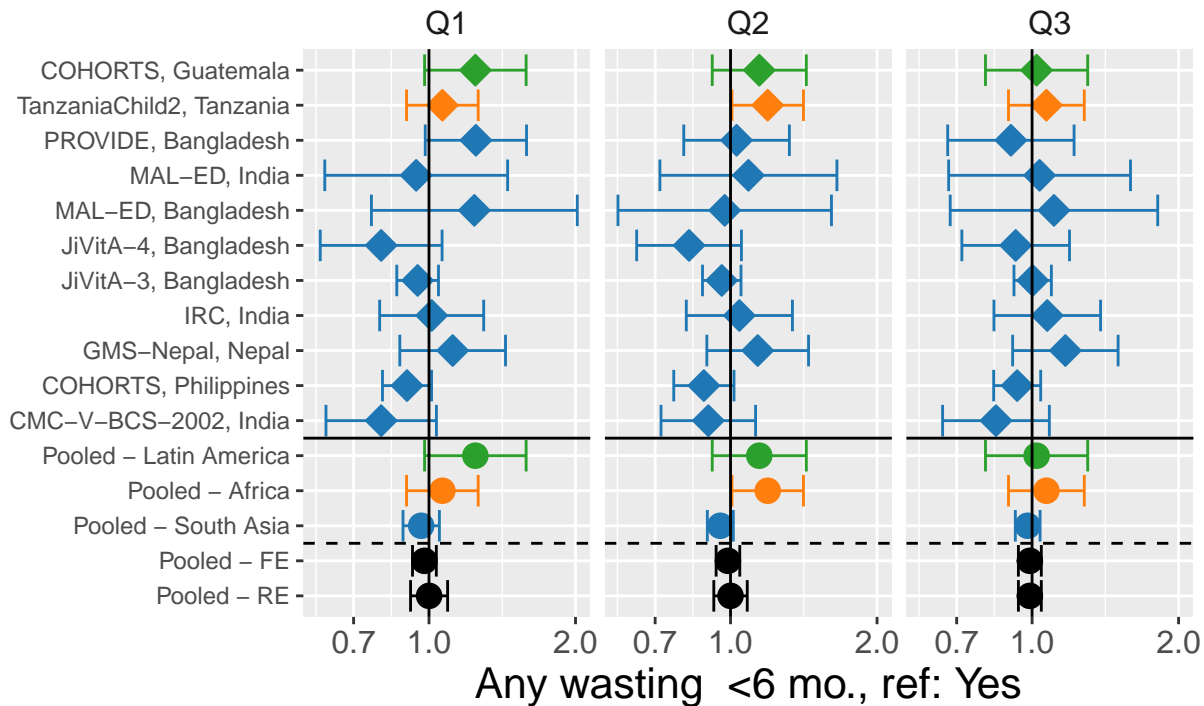 Q1 Q2 Q3
COHORTS, Guatemala
TanzaniaChild2, Tanzania
PROVIDE, Bangladesh
MAL−ED, India
MAL−ED, Bangladesh
JiVitA−4, Bangladesh
JiVitA−3, Bangladesh
IRC, India
GMS−Nepal, Nepal
COHORTS, Philippines
CMC−V−BCS−2002, India
Pooled − Latin America
Pooled − Africa
Pooled − South Asia
Pooled − FE
Pooled − RE
0.7 1.0 2.0 0.7 1.0 2.0 0.7 1.0 2.0
Any wasting  <6 mo., ref: Yes